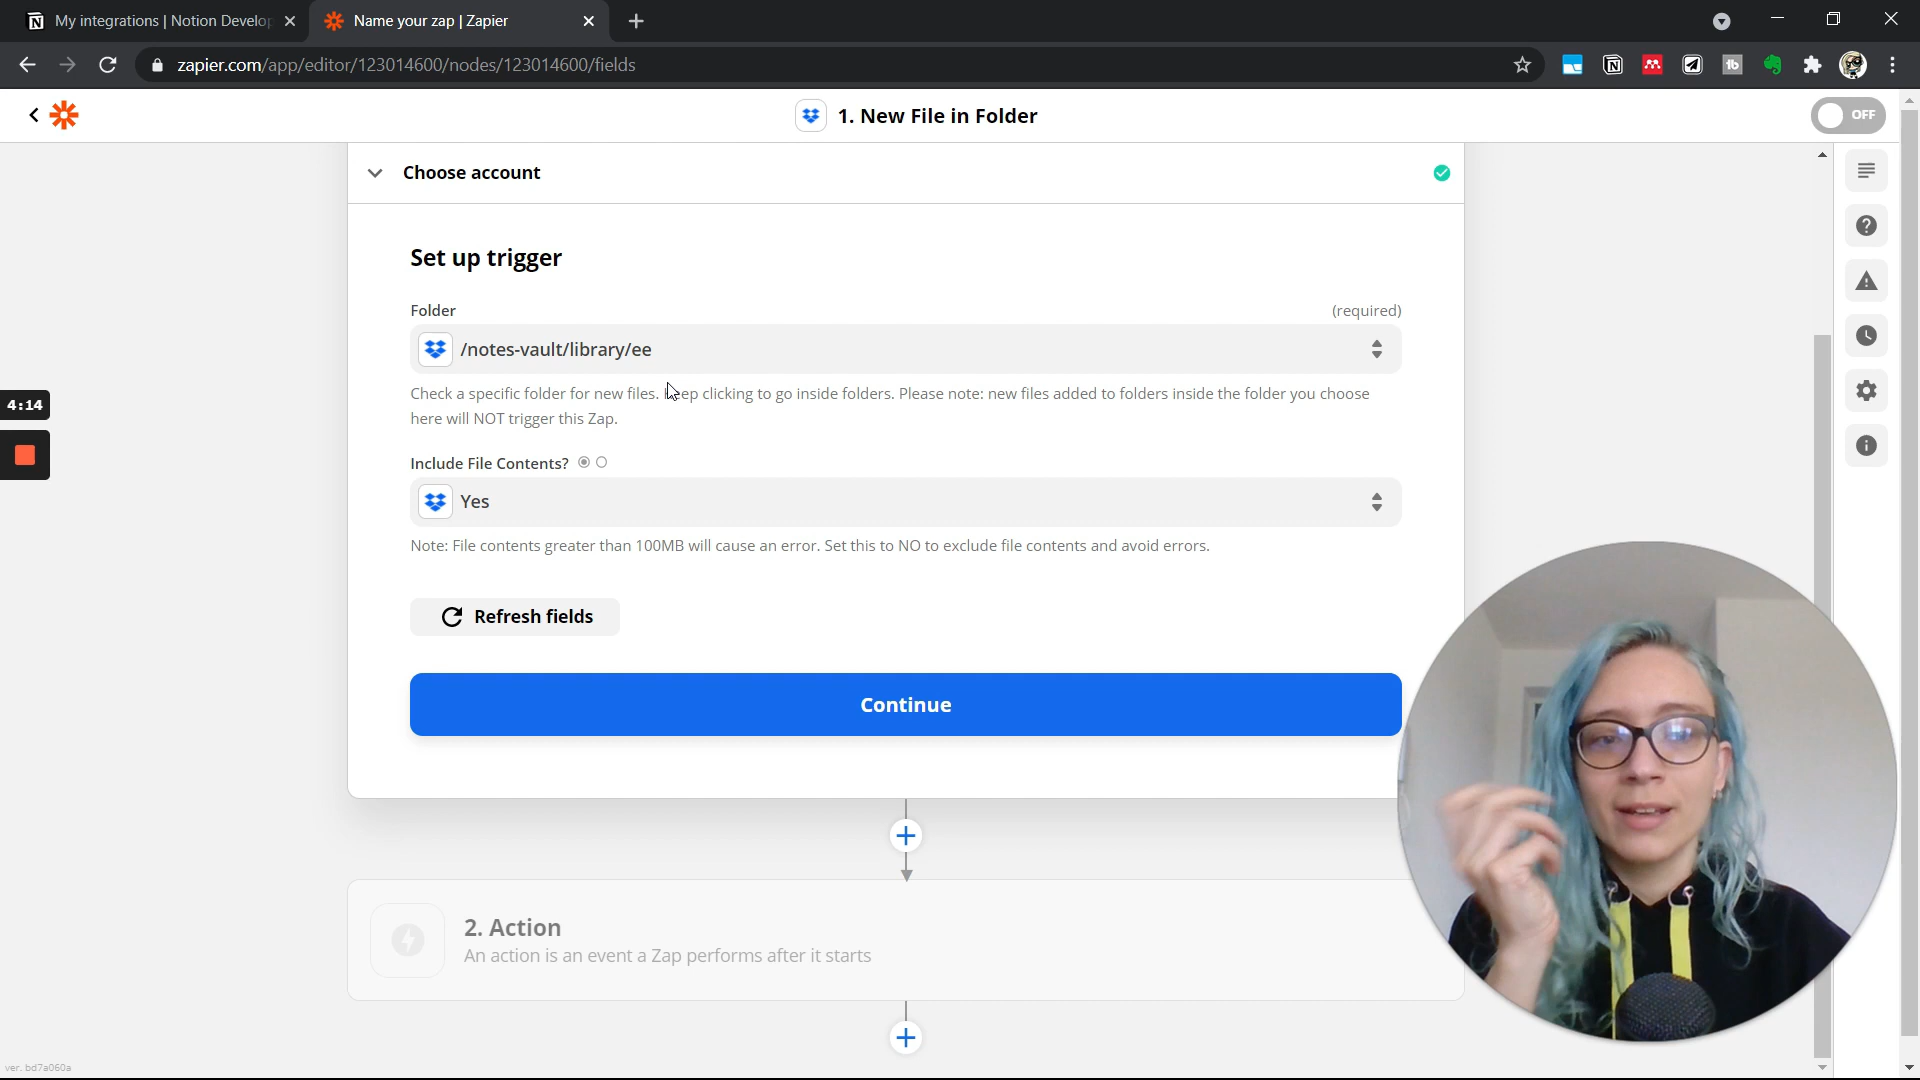 My integrations | Notion Develop
Name your zap | Zapier
zapier.com/app/editor/123014600/nodes/123014600/fields
1. New File in Folder
OFF
Choose account
Set up trigger
Folder
(required)
/notes-vault/library/ee
Check a specific folder for new files. Keep clicking to go inside folders. Please note: new files added to folders inside the folder you choose
here will NOT trigger this Zap.
4:14
Include File Contents?
Yes
Note: File contents greater than 100MB will cause an error. Set this to NO to exclude file contents and avoid errors.
Refresh fields
Continue
2. Action
An action is an event a Zap performs after it starts
ver. bd7a060a